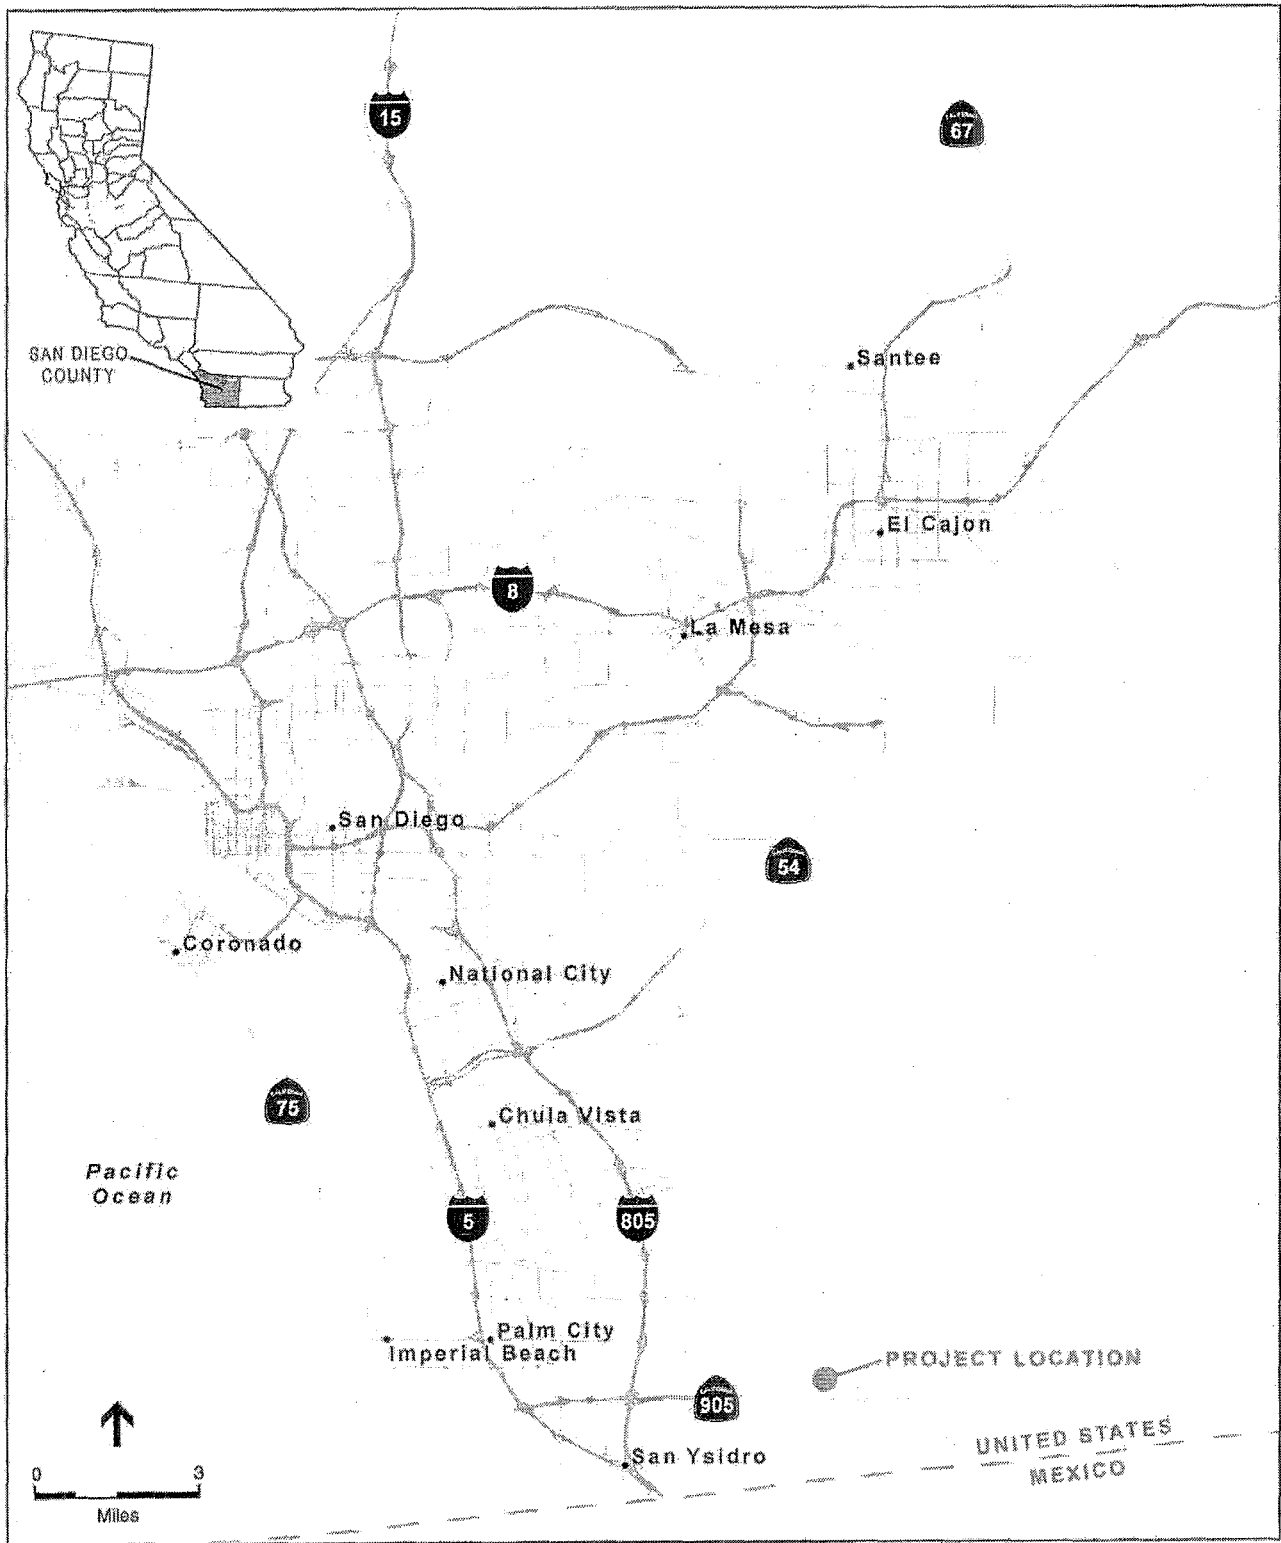 15
67
SAN DIEGO
COUNTY
Santee
El Cajon
8
La Mesa
San Diego
54
Coronado
National City
75
Chula Vista
Pacific
Ocean
5
805
Palm City
Imperial Beach
PROJECT LOCATION
905
UNITED STATES
San Ysidro
MEXICO
0
3
Miles